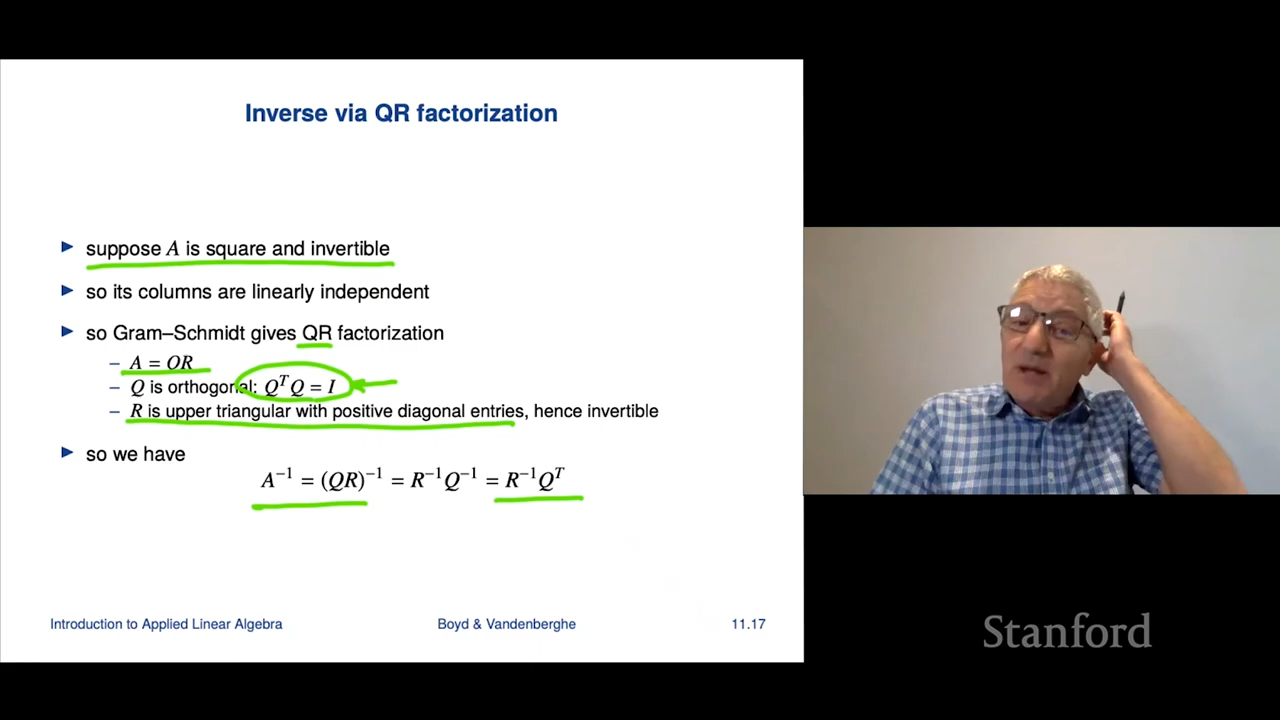 Inverse via QR factorization
▶ suppose A is square and invertible
▶ so its columns are linearly independent
▶ so Gram–Schmidt gives QR factorization
– A = QR
– Q is orthogonal: QᵀQ = I
– R is upper triangular with positive diagonal entries, hence invertible
▶ so we have
A⁻¹ = (QR)⁻¹ = R⁻¹Q⁻¹ = R⁻¹Qᵀ
Introduction to Applied Linear Algebra Boyd & Vandenberghe 11.17
Stanford